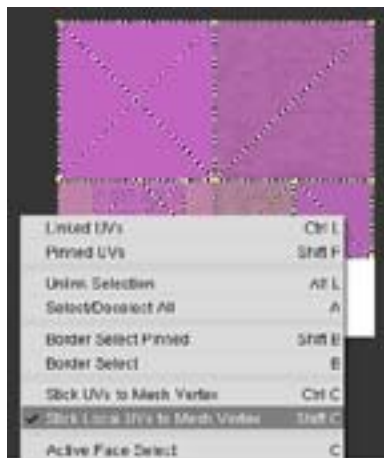 Linked UVs Ctrl L
Pinned UVs Shift P
Unlink Selection Alt L
Select/Deselect All A
Border Select Pinned Shift B
Border Select B
Stick UVs to Mesh Vertex Ctrl C
Stick Local UVs to Mesh Vertex Shift C
Active Face Select C